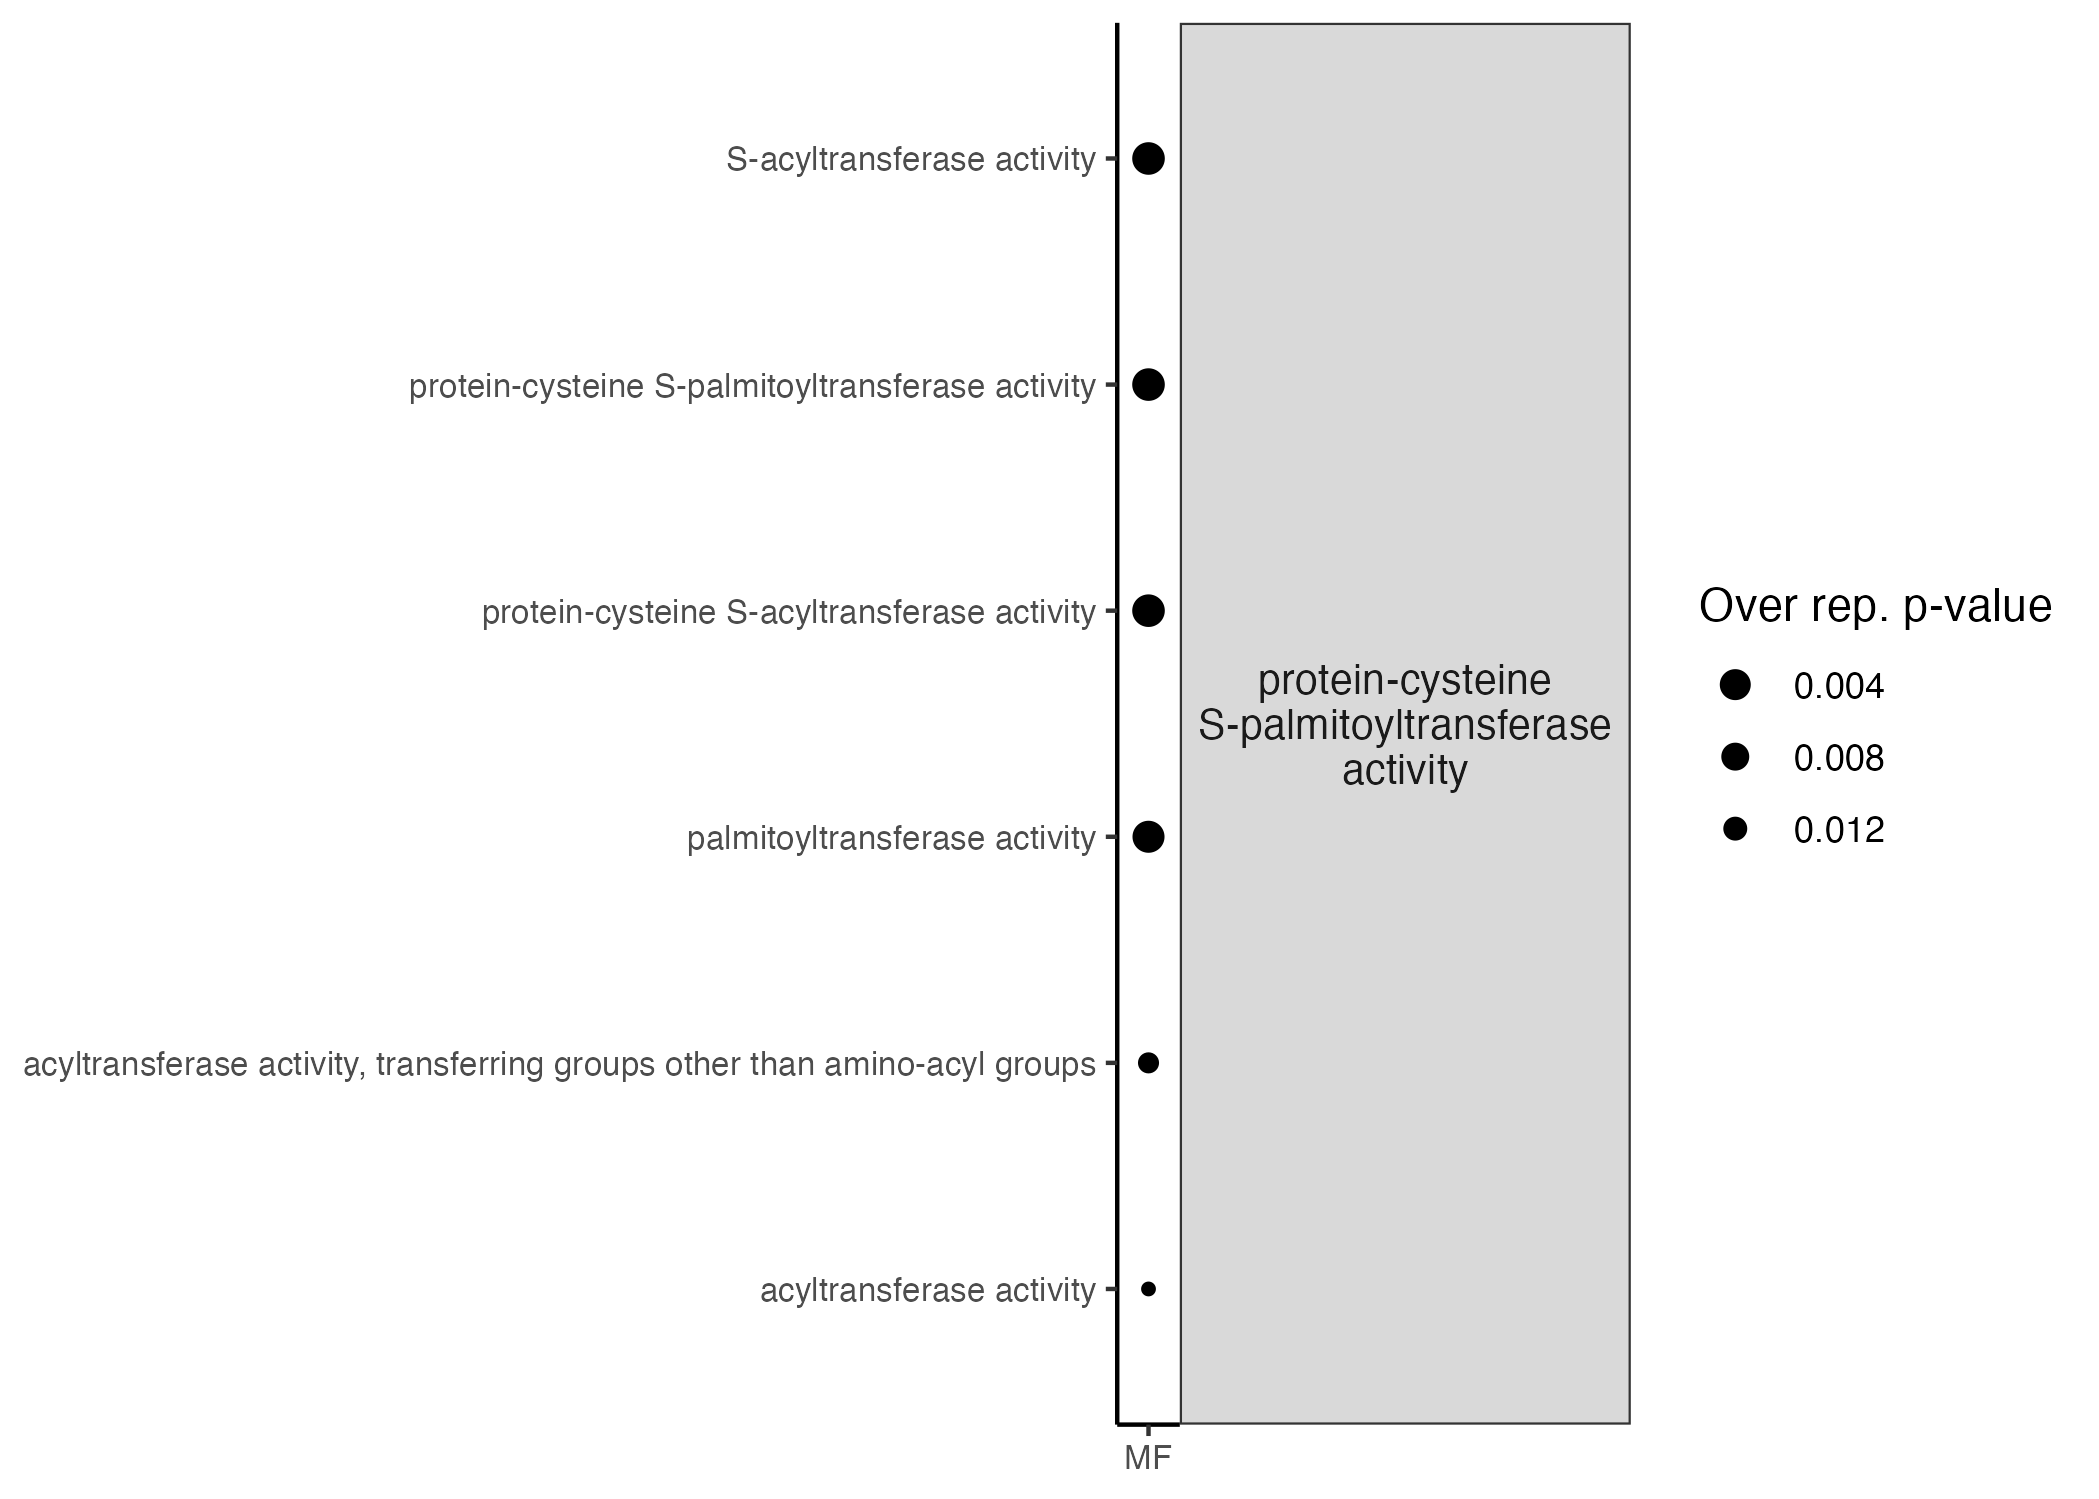 S-acyltransferase activity
protein-cysteine S-palmitoyltransferase activity
protein-cysteine S-acyltransferase activity
palmitoyltransferase activity
acyltransferase activity, transferring groups other than amino-acyl groups
acyltransferase activity
MF
protein-cysteine
S-palmitoyltransferase
activity
Over rep. p-value
0.004
0.008
0.012